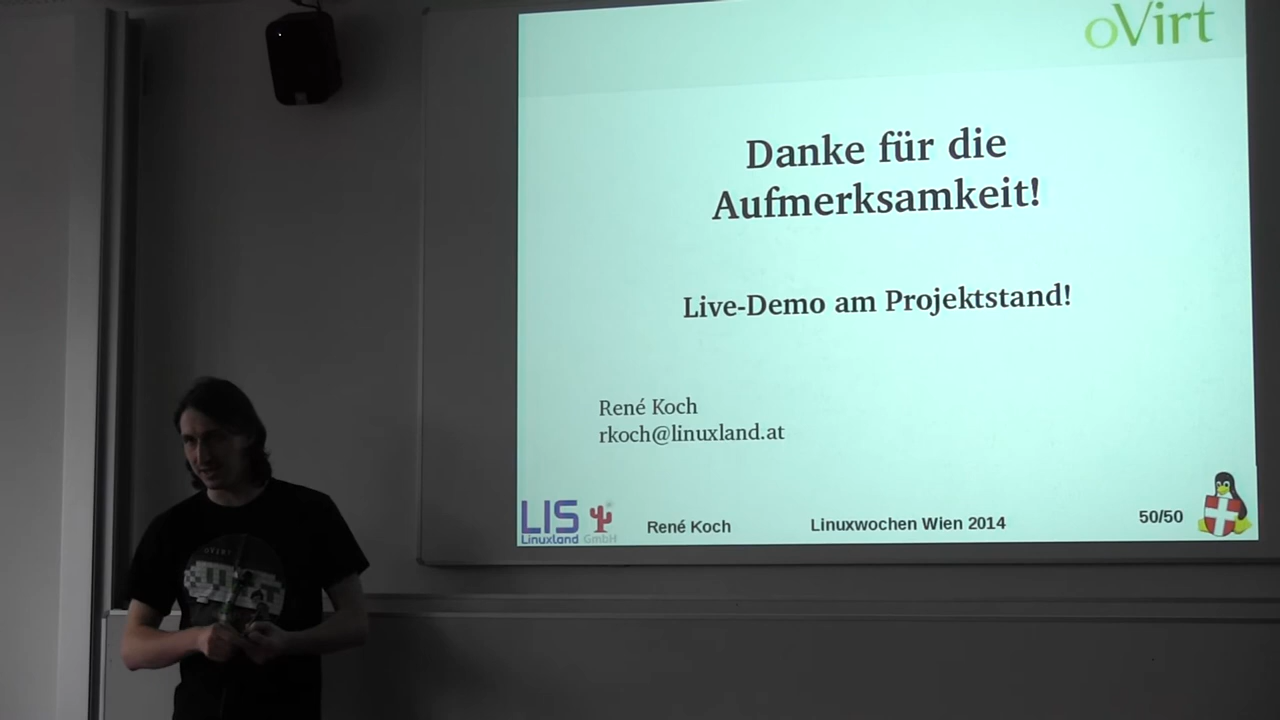 oVirt
Danke für die
Aufmerksamkeit!
Live-Demo am Projektstand!
René Koch
rkoch@linuxland.at
LIS
Linuxland GmbH
René Koch
Linuxwochen Wien 2014
50/50
OVIRT